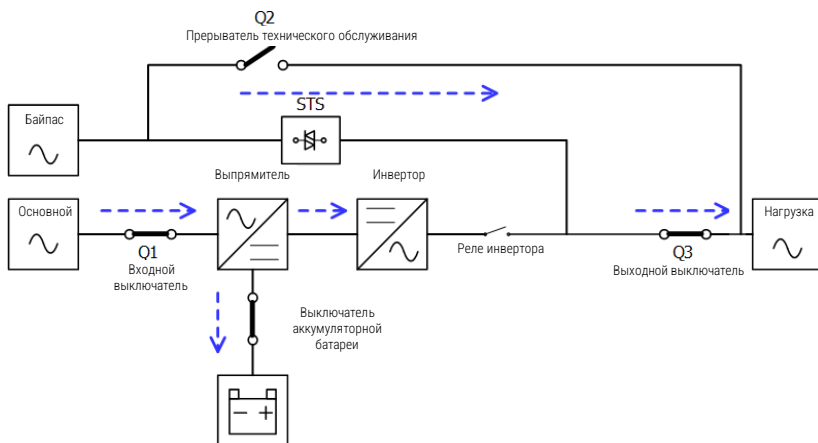 Q2
Прерыватель технического обслуживания
STS
Байпас
Выпрямитель
Инвертор
Основной
Нагрузка
Q1
Входной
выключатель
Реле инвертора
Q3
Выходной выключатель
Выключатель
аккумуляторной
батареи